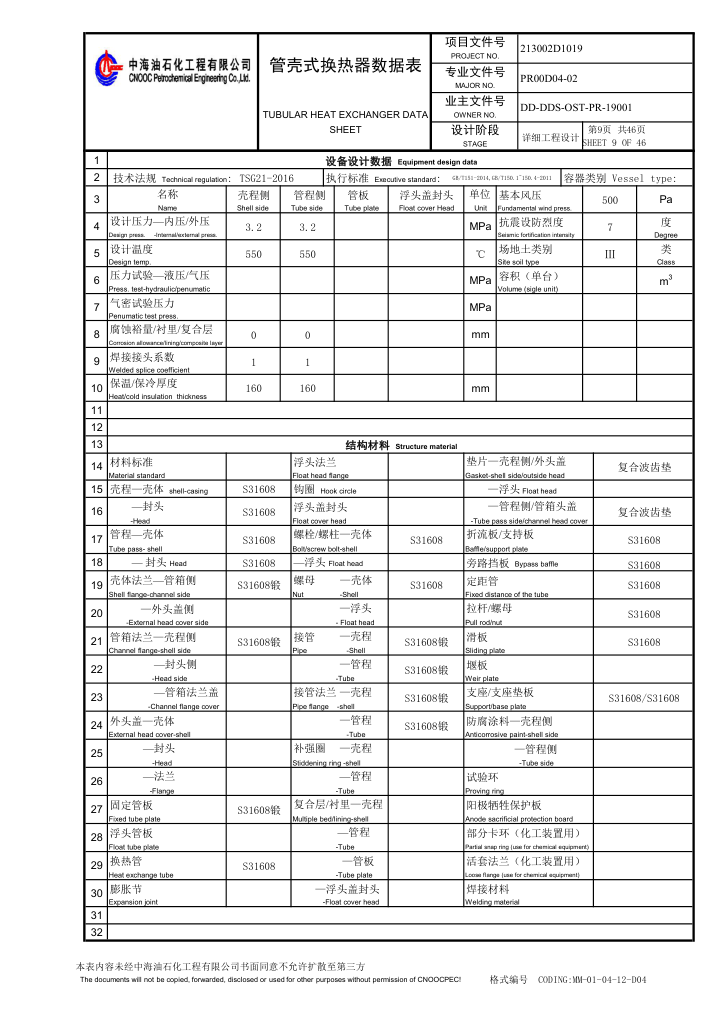 中海油石化工程有限公司
CNOOC Petrochemical Engineering Co.,Ltd.
管壳式换热器数据表
TUBULAR HEAT EXCHANGER DATA
SHEET
项目文件号 213002D1019
PROJECT NO.
专业文件号 PR00D04-02
MAJOR NO.
业主文件号 DD-DDS-OST-PR-19001
OWNER NO.
设计阶段 详细工程设计 第9页 共46页
STAGE SHEET 9 OF 46
1 设备设计数据 Equipment design data
2 技术法规 Technical regulation： TSG21-2016 执行标准 Executive standard： GB/T151-2014,GB/T150.1~150.4-2011 容器类别 Vessel type:
3 名称 壳程侧 管程侧 管板 浮头盖封头 单位 基本风压 500 Pa
Name Shell side Tube side Tube plate Float cover Head Unit Fundamental wind press.
4 设计压力—内压/外压 3.2 3.2 MPa 抗震设防烈度 7 度
Design press. -Internal/external press. Seismic fortification intensity Degree
5 设计温度 550 550 ℃ 场地土类别 Ⅲ 类
Design temp. Site soil type Class
6 压力试验—液压/气压 MPa 容积（单台） m3
Press. test-hydraulic/penumatic Volume (sigle unit)
7 气密试验压力 MPa
Penumatic test press.
8 腐蚀裕量/衬里/复合层 0 0 mm
Corrosion allowance/lining/composite layer
9 焊接接头系数 1 1
Welded splice coefficient
10 保温/保冷厚度 160 160 mm
Heat/cold insulation thickness
11
12
13 结构材料 Structure material
14 材料标准 浮头法兰 垫片—壳程侧/外头盖 复合波齿垫
Material standard Float head flange Gasket-shell side/outside head
15 壳程—壳体 shell-casing S31608 钩圈 Hook circle —浮头 Float head
16 —封头 S31608 浮头盖封头 —管程侧/管箱头盖 复合波齿垫
-Head Float cover head -Tube pass side/channel head cover
17 管程—壳体 S31608 螺栓/螺柱—壳体 S31608 折流板/支持板 S31608
Tube pass- shell Bolt/screw bolt-shell Baffle/support plate
18 — 封头 Head S31608 —浮头 Float head 旁路挡板 Bypass baffle S31608
19 壳体法兰—管箱侧 S31608锻 螺母 —壳体 S31608 定距管 S31608
Shell flange-channel side Nut -Shell Fixed distance of the tube
20 —外头盖侧 —浮头 拉杆/螺母 S31608
-External head cover side - Float head Pull rod/nut
21 管箱法兰—壳程侧 S31608锻 接管 —壳程 S31608锻 滑板 S31608
Channel flange-shell side Pipe -Shell Sliding plate
22 —封头侧 —管程 S31608锻 堰板
-Head side -Tube Weir plate
23 —管箱法兰盖 接管法兰 —壳程 S31608锻 支座/支座垫板 S31608/S31608
-Channel flange cover Pipe flange -shell Support/base plate
24 外头盖—壳体 —管程 S31608锻 防腐涂料—壳程侧
External head cover-shell -Tube Anticorrosive paint-shell side
25 —封头 补强圈 —壳程 —管程侧
-Head Stiddening ring -shell -Tube side
26 —法兰 —管程 试验环
-Flange -Tube Proving ring
27 固定管板 S31608锻 复合层/衬里—壳程 阳极牺牲保护板
Fixed tube plate Multiple bed/lining-shell Anode sacrificial protection board
28 浮头管板 —管程 部分卡环（化工装置用）
Float tube plate -Tube Partial snap ring (use for chemical equipment)
29 换热管 S31608 —管板 活套法兰（化工装置用）
Heat exchange tube -Tube plate Loose flange (use for chemical equipment)
30 膨胀节 —浮头盖封头 焊接材料
Expansion joint -Float cover head Welding material
31
32
本表内容未经中海油石化工程有限公司书面同意不允许扩散至第三方
The documents will not be copied, forwarded, disclosed or used for other purposes without permission of CNOOCPEC! 格式编号 CODING:MM-01-04-12-D04